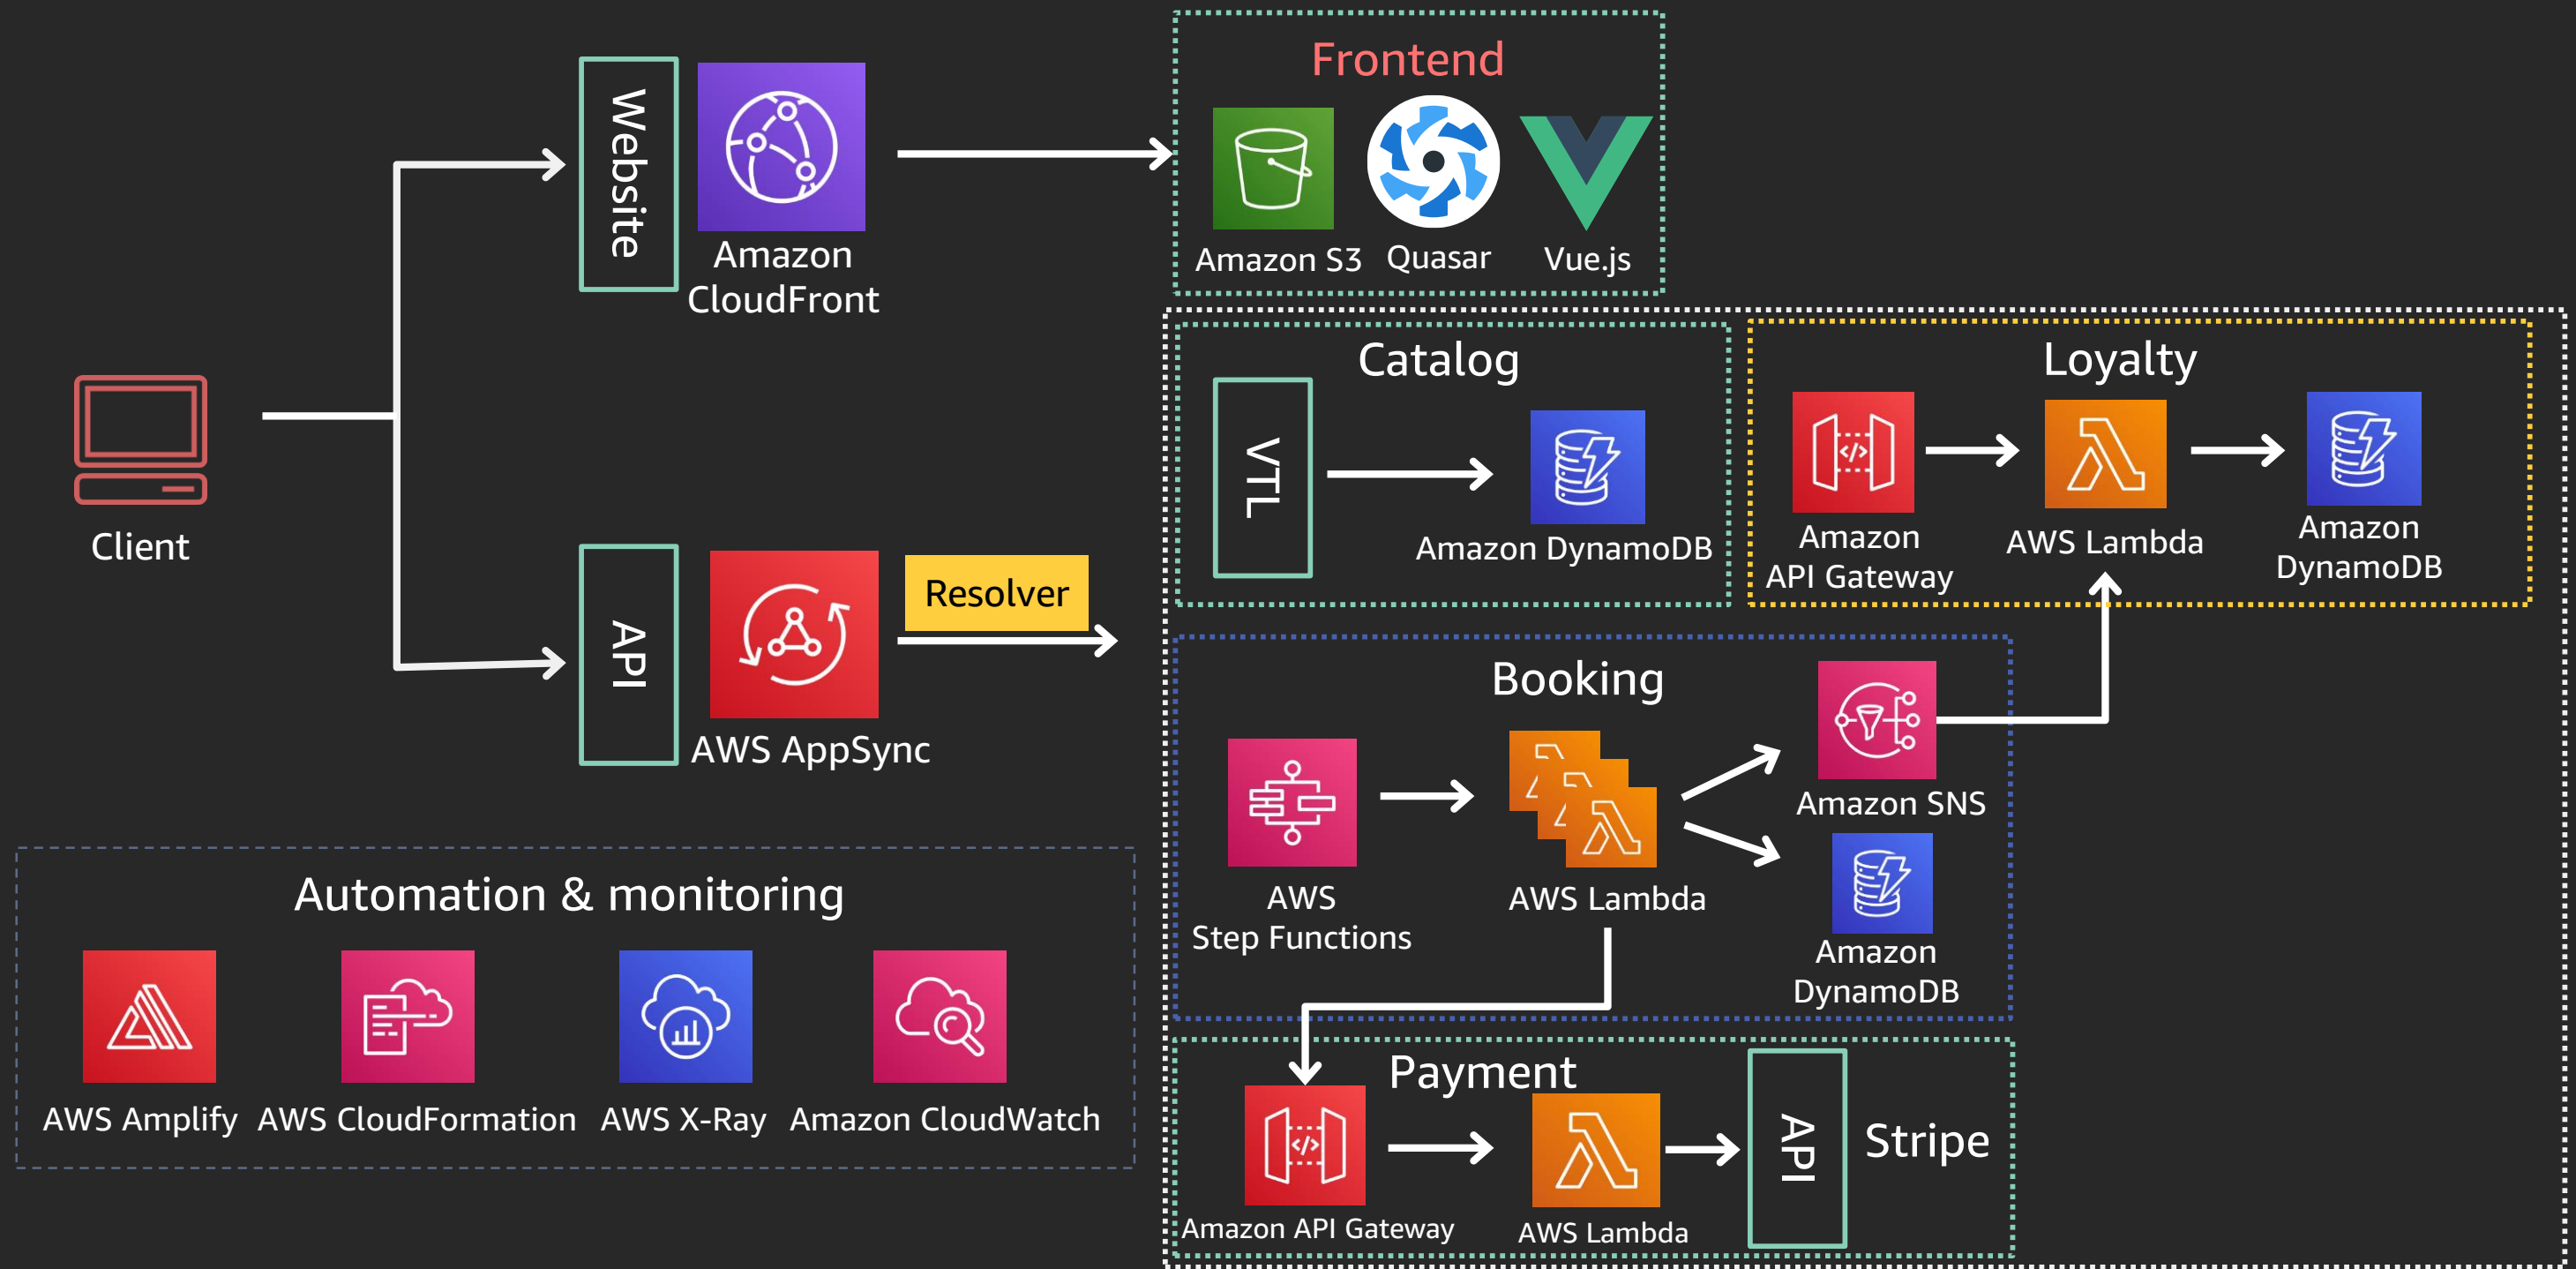 Frontend
Website
Amazon
CloudFront
Amazon S3
Quasar
Vue.js
Client
API
AWS AppSync
Resolver
Catalog
VTL
Amazon DynamoDB
Loyalty
Amazon
API Gateway
AWS Lambda
Amazon
DynamoDB
Booking
AWS
Step Functions
AWS Lambda
Amazon SNS
Amazon
DynamoDB
Automation & monitoring
AWS Amplify
AWS CloudFormation
AWS X-Ray
Amazon CloudWatch
Payment
Amazon API Gateway
AWS Lambda
API
Stripe